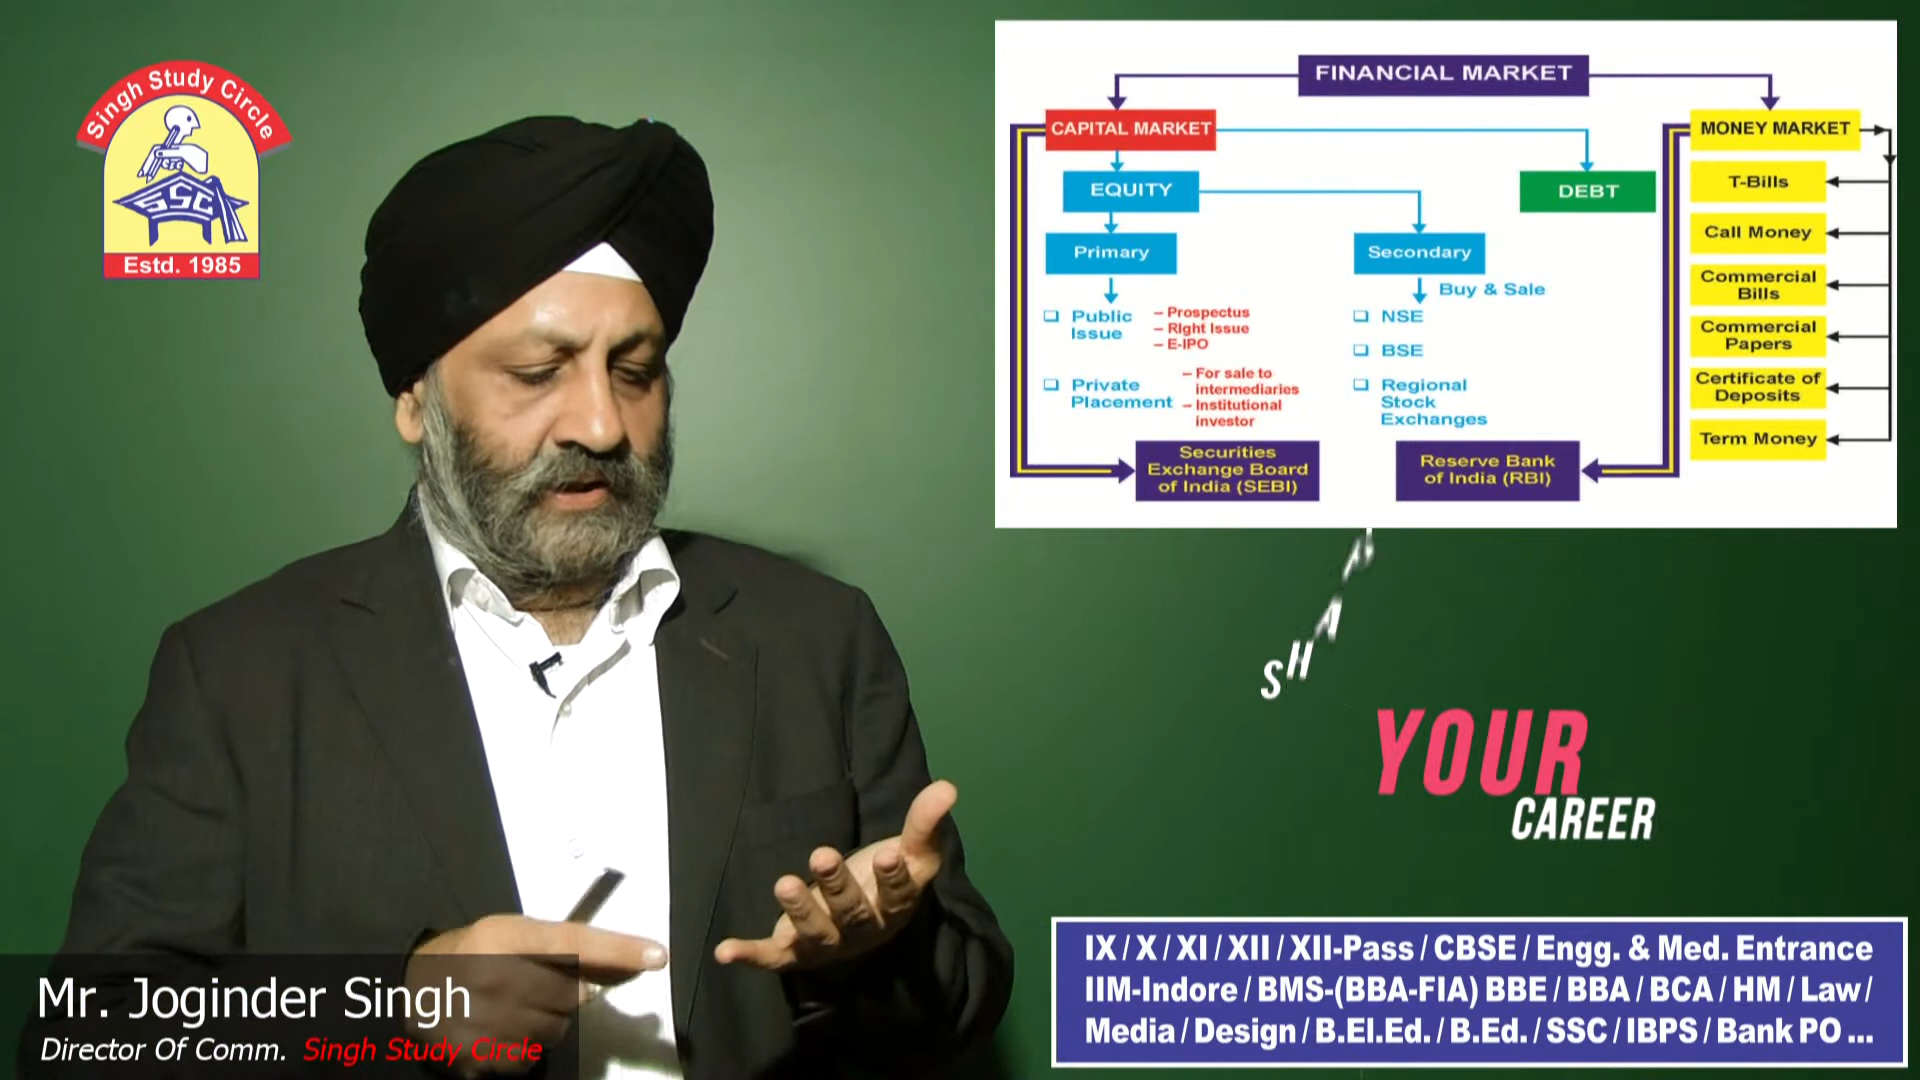 Singh Study Circle
SSC
Estd. 1985
FINANCIAL MARKET
CAPITAL MARKET
MONEY MARKET
EQUITY
DEBT
Primary
Secondary
Buy & Sale
❑ Public
Issue
– Prospectus
– Right Issue
– E-IPO
❑ Private
Placement
– For sale to
intermediaries
– Institutional
investor
❑ NSE
❑ BSE
❑ Regional
Stock
Exchanges
T-Bills
Call Money
Commercial
Bills
Commercial
Papers
Certificate of
Deposits
Term Money
Securities
Exchange Board
of India (SEBI)
Reserve Bank
of India (RBI)
SHA
YOUR
CAREER
IX / X / XI / XII / XII-Pass / CBSE / Engg. & Med. Entrance
IIM-Indore / BMS-(BBA-FIA) BBE / BBA / BCA / HM / Law /
Media / Design / B.El.Ed. / B.Ed. / SSC / IBPS / Bank PO ...
Mr. Joginder Singh
Director Of Comm. Singh Study Circle